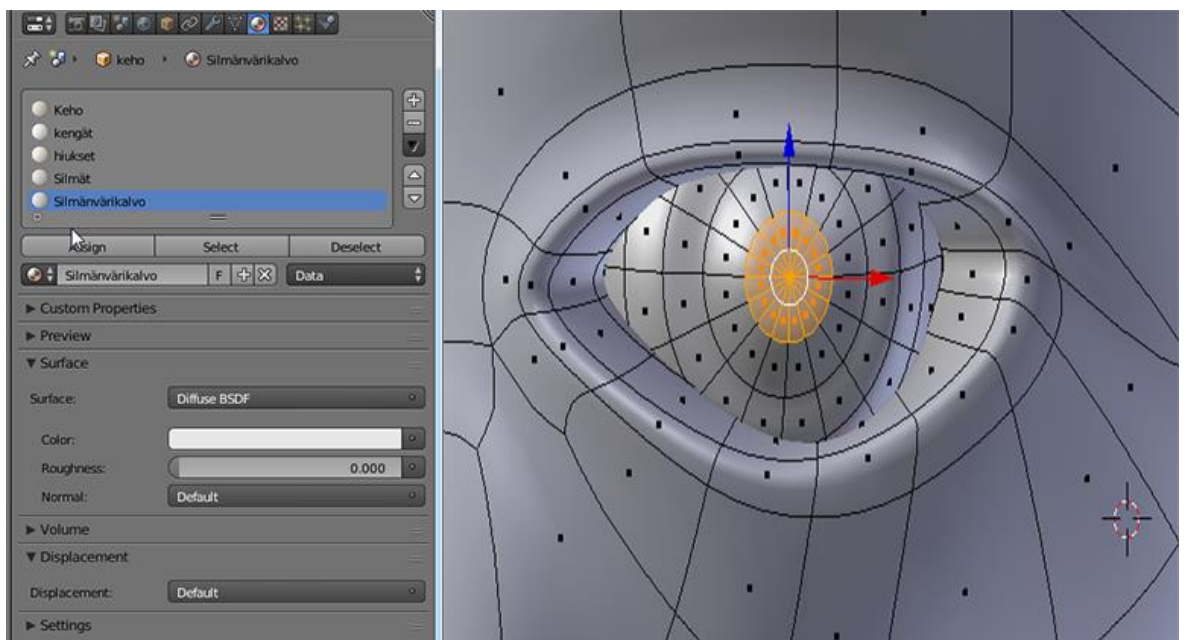 keho Silmänvärikalvo
Keho
kengät
hiukset
Silmät
Silmänvärikalvo
Assign Select Deselect
Silmänvärikalvo F Data
Custom Properties
Preview
Surface
Surface: Diffuse BSDF
Color:
Roughness: 0.000
Normal: Default
Volume
Displacement
Displacement: Default
Settings